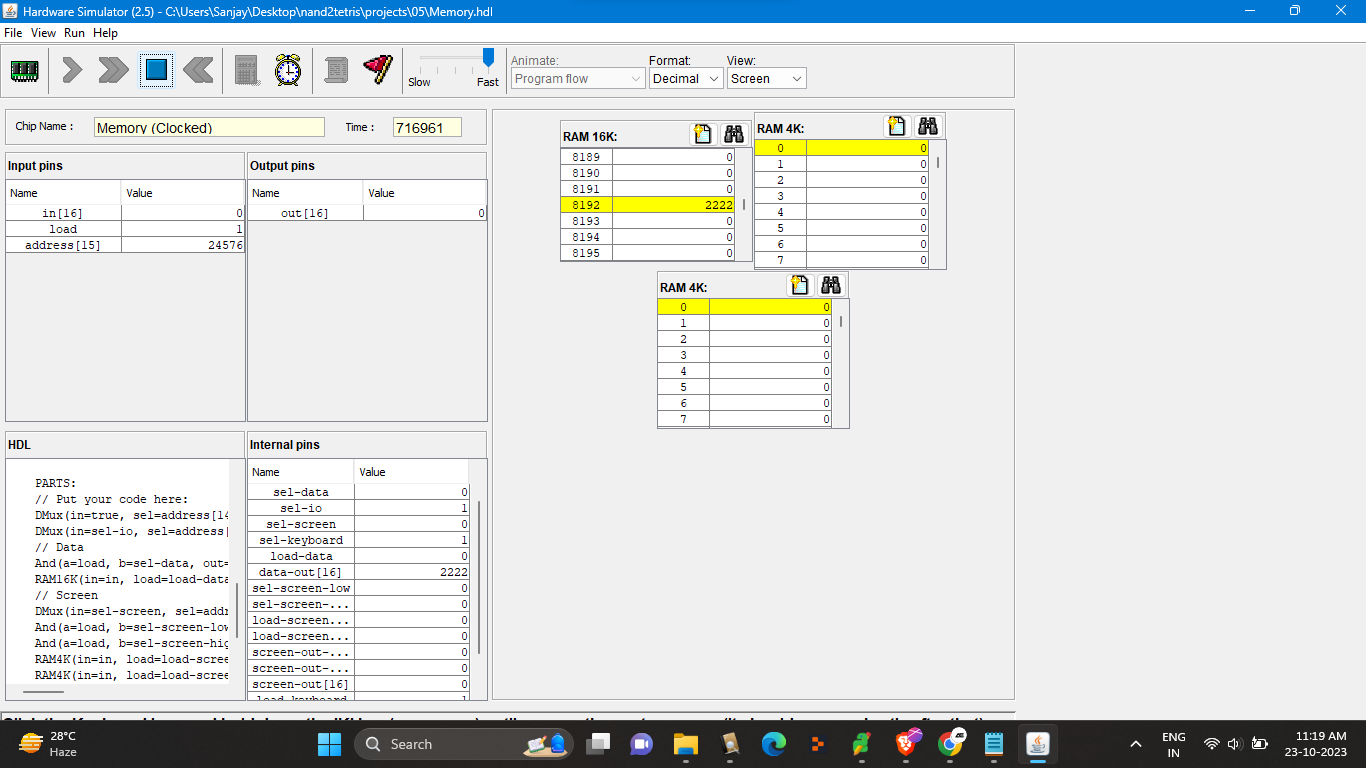 Hardware Simulator (2.5) - C:\Users\Sanjay\Desktop\nand2tetris\projects\05\Memory.hdl
File View Run Help
Slow Fast
Animate: Format: View:
Program flow Decimal Screen
Chip Name : Memory (Clocked) Time : 716961
Input pins
Name Value
in[16] 0
load 1
address[15] 24576
Output pins
Name Value
out[16] 0
RAM 16K:
8189 0
8190 0
8191 0
8192 2222
8193 0
8194 0
8195 0
RAM 4K:
0 0
1 0
2 0
3 0
4 0
5 0
6 0
7 0
RAM 4K:
0 0
1 0
2 0
3 0
4 0
5 0
6 0
7 0
HDL
PARTS:
// Put your code here:
DMux(in=true, sel=address[14
DMux(in=sel-io, sel=address[
// Data
And(a=load, b=sel-data, out=
RAM16K(in=in, load=load-data
// Screen
DMux(in=sel-screen, sel=addr
And(a=load, b=sel-screen-low
And(a=load, b=sel-screen-hig
RAM4K(in=in, load=load-scree
RAM4K(in=in, load=load-scree
Internal pins
Name Value
sel-data 0
sel-io 1
sel-screen 0
sel-keyboard 1
load-data 0
data-out[16] 2222
sel-screen-low 0
sel-screen-... 0
load-screen... 0
load-screen... 0
screen-out-... 0
screen-out-... 0
screen-out[16] 0
load-keyboard 1
28°C
Haze
Search
ENG
IN
11:19 AM
23-10-2023